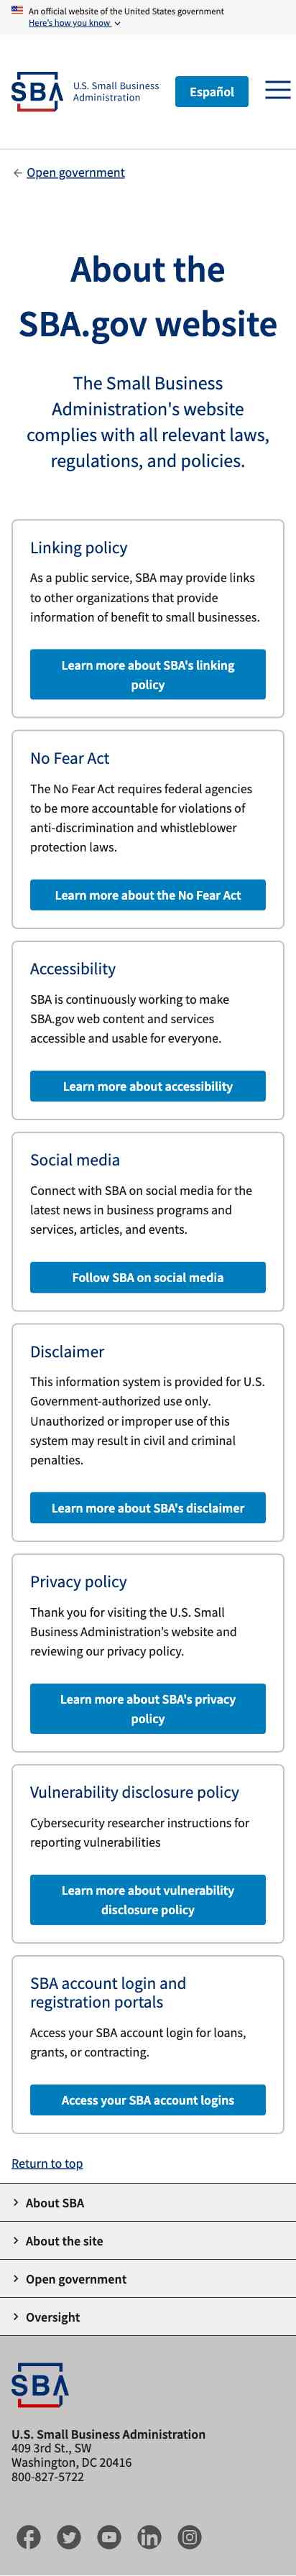 An official website of the United States government
Here's how you know
SBA U.S. Small Business
Administration
Español
Open government
About the
SBA.gov website
The Small Business
Administration's website
complies with all relevant laws,
regulations, and policies.
Linking policy
As a public service, SBA may provide links
to other organizations that provide
information of benefit to small businesses.
Learn more about SBA's linking
policy
No Fear Act
The No Fear Act requires federal agencies
to be more accountable for violations of
anti-discrimination and whistleblower
protection laws.
Learn more about the No Fear Act
Accessibility
SBA is continuously working to make
SBA.gov web content and services
accessible and usable for everyone.
Learn more about accessibility
Social media
Connect with SBA on social media for the
latest news in business programs and
services, articles, and events.
Follow SBA on social media
Disclaimer
This information system is provided for U.S.
Government-authorized use only.
Unauthorized or improper use of this
system may result in civil and criminal
penalties.
Learn more about SBA's disclaimer
Privacy policy
Thank you for visiting the U.S. Small
Business Administration's website and
reviewing our privacy policy.
Learn more about SBA's privacy
policy
Vulnerability disclosure policy
Cybersecurity researcher instructions for
reporting vulnerabilities
Learn more about vulnerability
disclosure policy
SBA account login and
registration portals
Access your SBA account login for loans,
grants, or contracting.
Access your SBA account logins
Return to top
About SBA
About the site
Open government
Oversight
SBA
U.S. Small Business Administration
409 3rd St., SW
Washington, DC 20416
800-827-5722